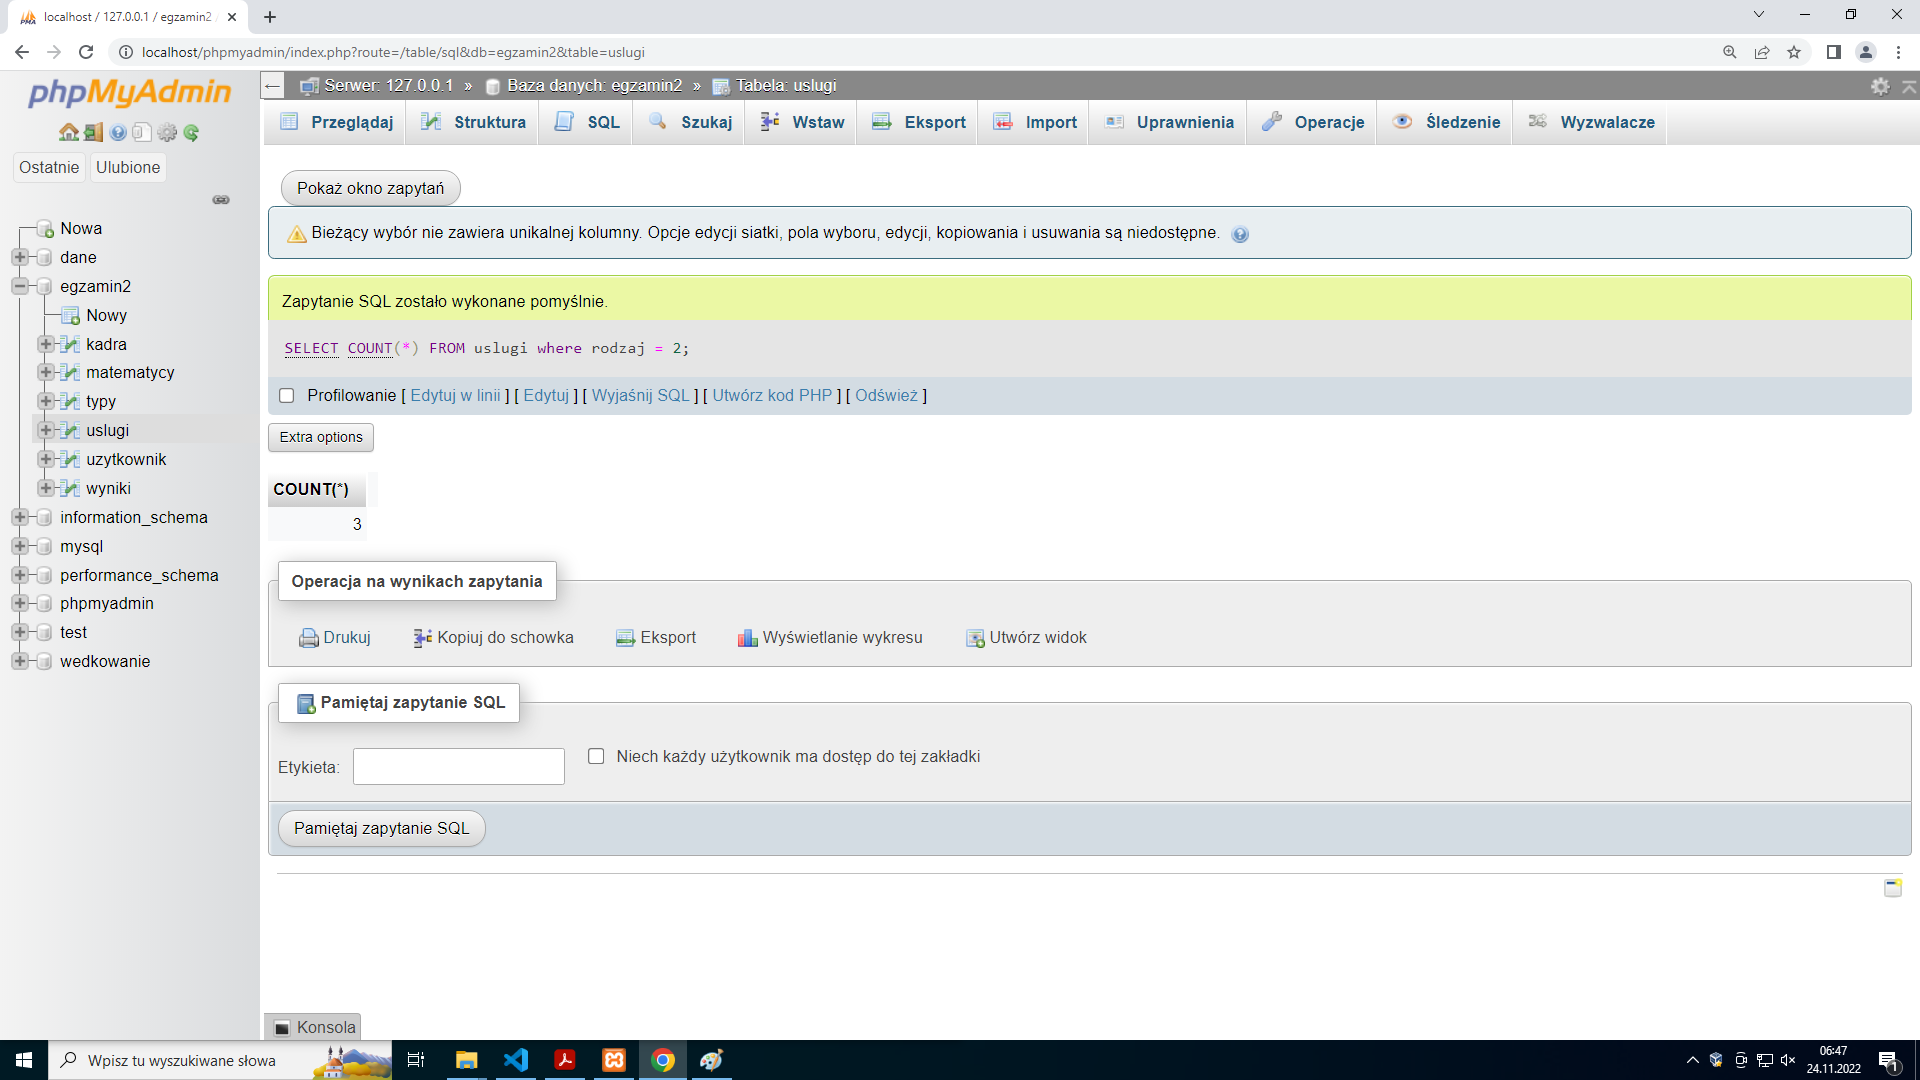 localhost / 127.0.0.1 / egzamin2
localhost/phpmyadmin/index.php?route=/table/sql&db=egzamin2&table=uslugi
phpMyAdmin
Ostatnie
Ulubione
Nowa
dane
egzamin2
Nowy
kadra
matematycy
typy
uslugi
uzytkownik
wyniki
information_schema
mysql
performance_schema
phpmyadmin
test
wedkowanie
Serwer: 127.0.0.1 » Baza danych: egzamin2 » Tabela: uslugi
Przeglądaj Struktura SQL Szukaj Wstaw Eksport Import Uprawnienia Operacje Śledzenie Wyzwalacze
Pokaż okno zapytań
Bieżący wybór nie zawiera unikalnej kolumny. Opcje edycji siatki, pola wyboru, edycji, kopiowania i usuwania są niedostępne.
Zapytanie SQL zostało wykonane pomyślnie.
SELECT COUNT(*) FROM uslugi where rodzaj = 2;
Profilowanie [ Edytuj w linii ] [ Edytuj ] [ Wyjaśnij SQL ] [ Utwórz kod PHP ] [ Odśwież ]
Extra options
COUNT(*)
3
Operacja na wynikach zapytania
Drukuj Kopiuj do schowka Eksport Wyświetlanie wykresu Utwórz widok
Pamiętaj zapytanie SQL
Etykieta:
Niech każdy użytkownik ma dostęp do tej zakładki
Pamiętaj zapytanie SQL
Konsola
Wpisz tu wyszukiwane słowa
06:47
24.11.2022
1